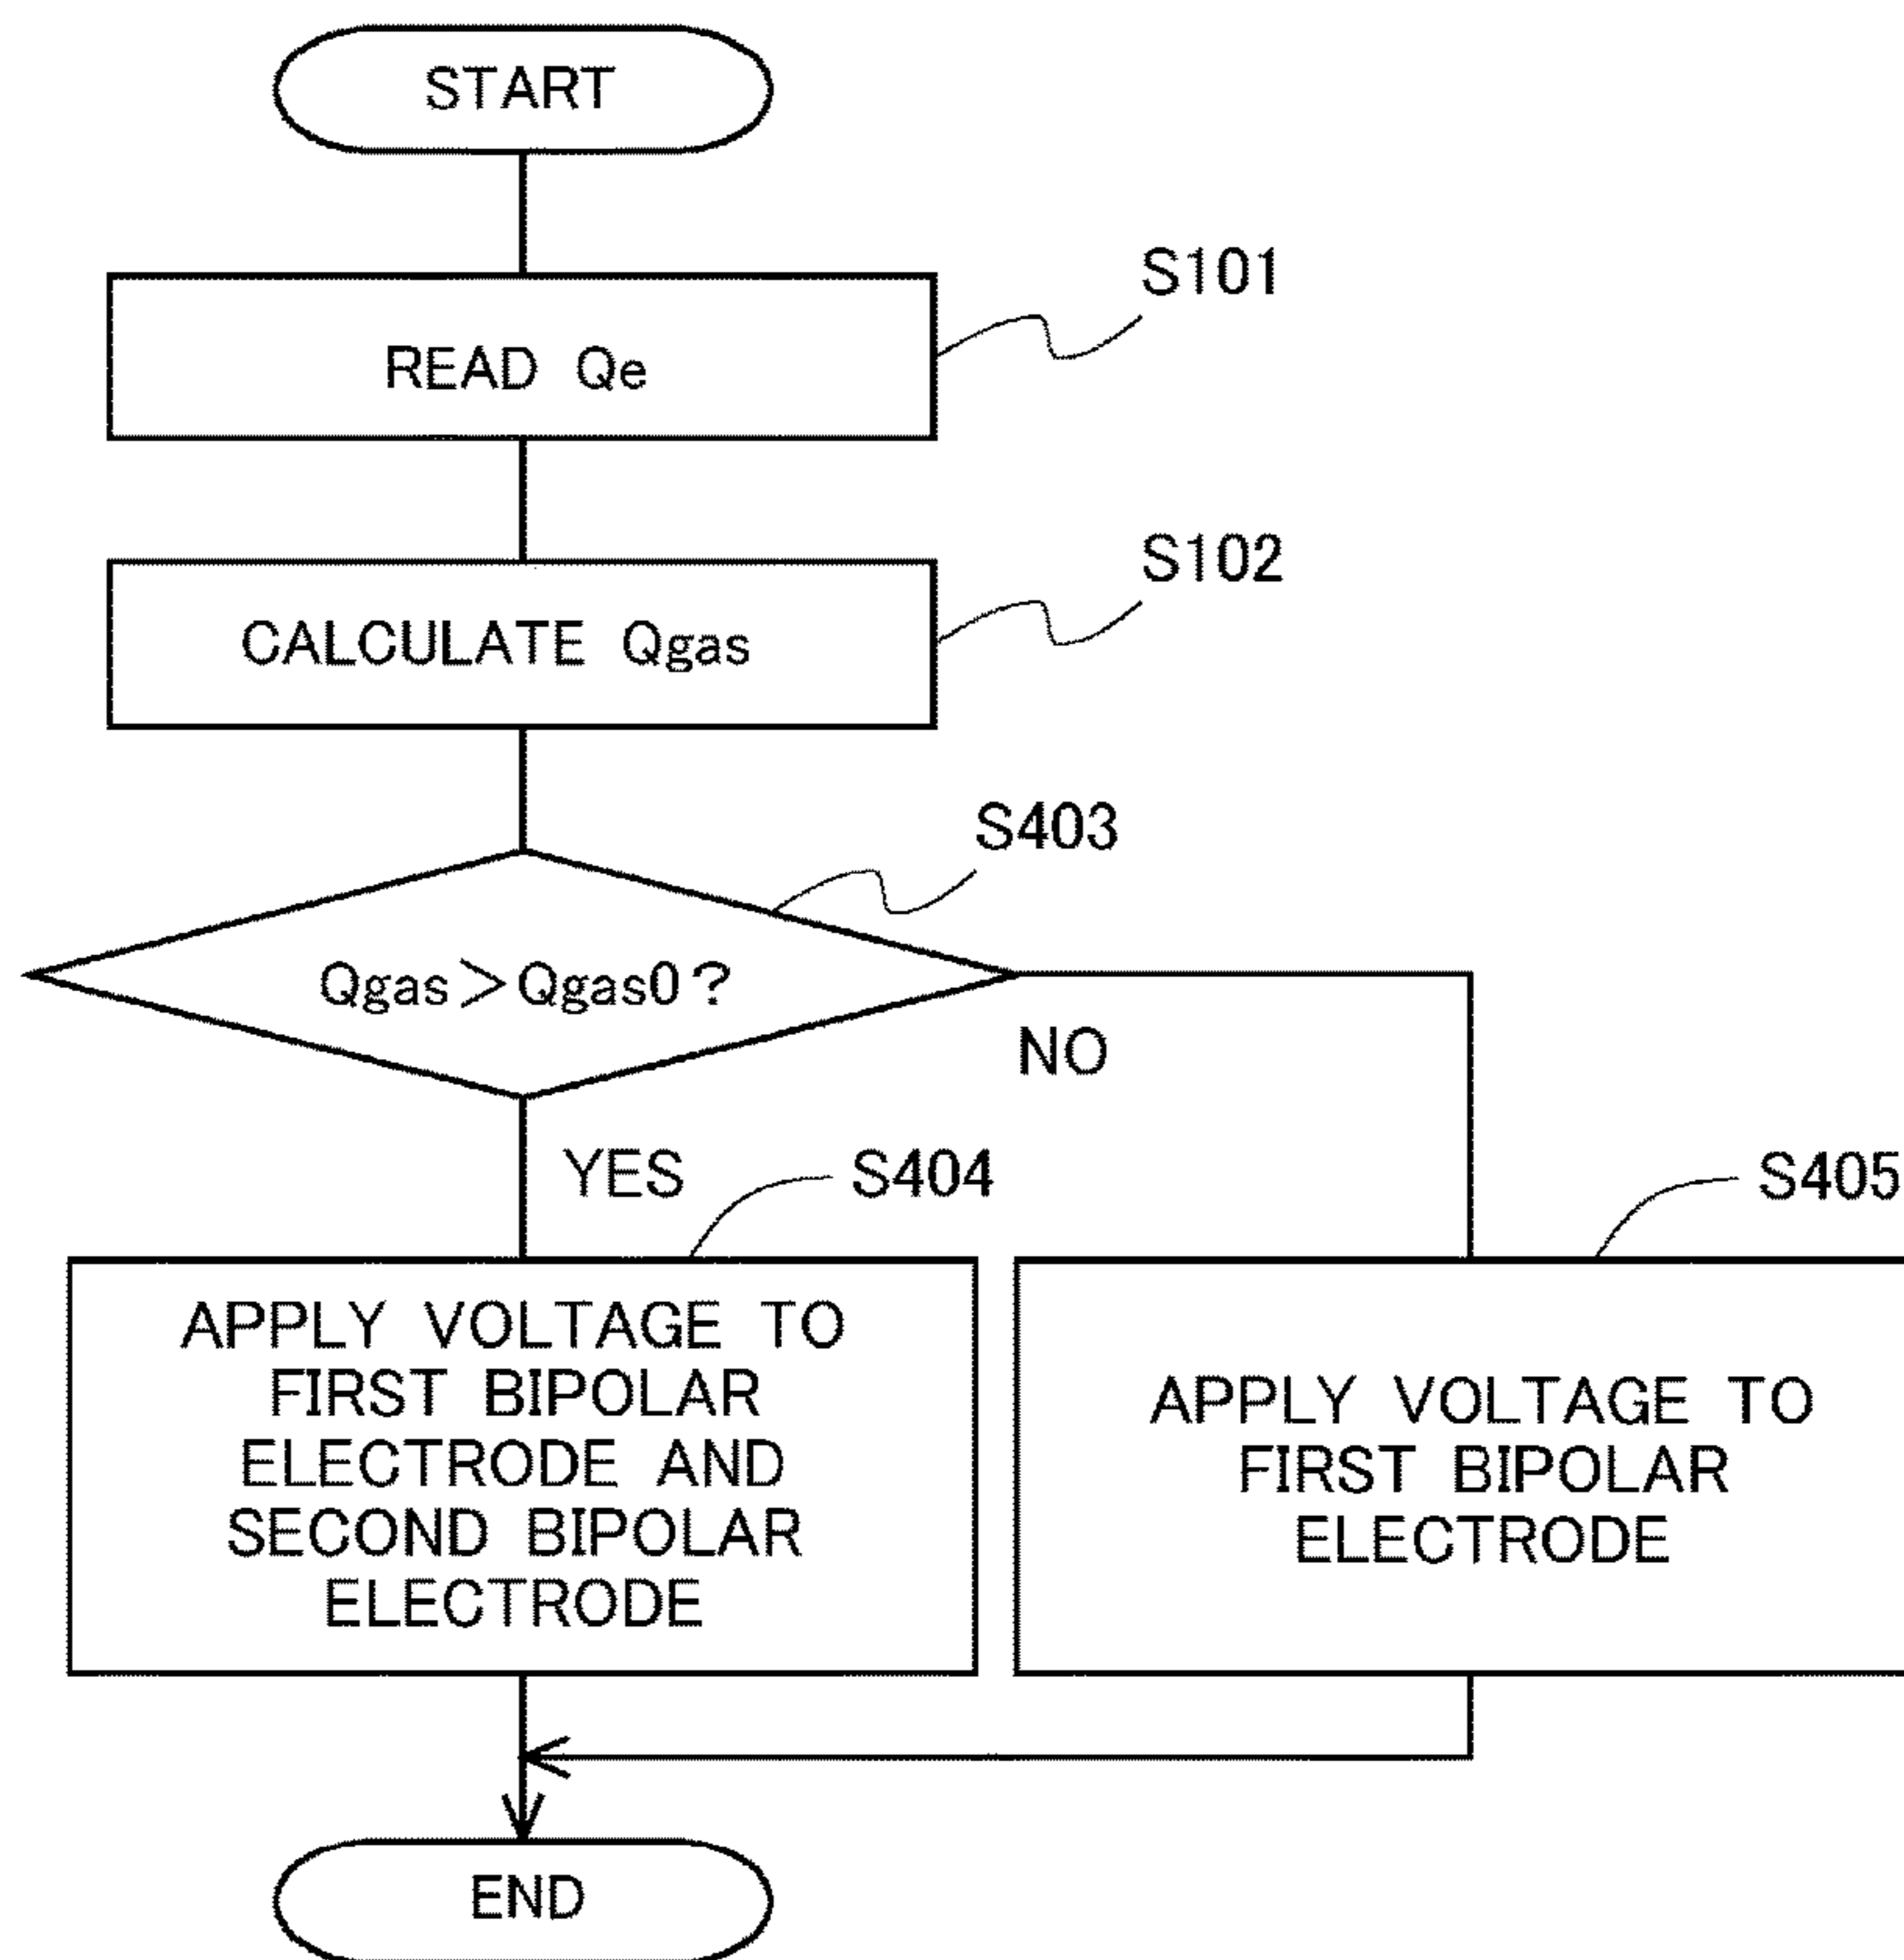 START
S101
READ Qe
S102
CALCULATE Qgas
S403
Qgas>Qgas0?
NO
YES
S404
S405
APPLY VOLTAGE TO
FIRST BIPOLAR
ELECTRODE AND
SECOND BIPOLAR
ELECTRODE
APPLY VOLTAGE TO
FIRST BIPOLAR
ELECTRODE
END